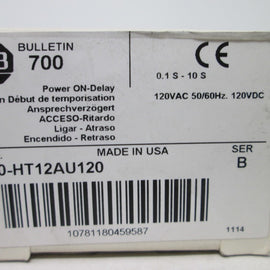 B
BULLETIN
700
CE
Power ON-Delay
n Début de temporisation
Ansprechverzögert
ACCESO-Ritardo
Ligar - Atraso
Encendido - Retraso
0.1 S - 10 S
120VAC 50/60Hz. 120VDC
MADE IN USA
0-HT12AU120
SER
B
10781180459587
1114